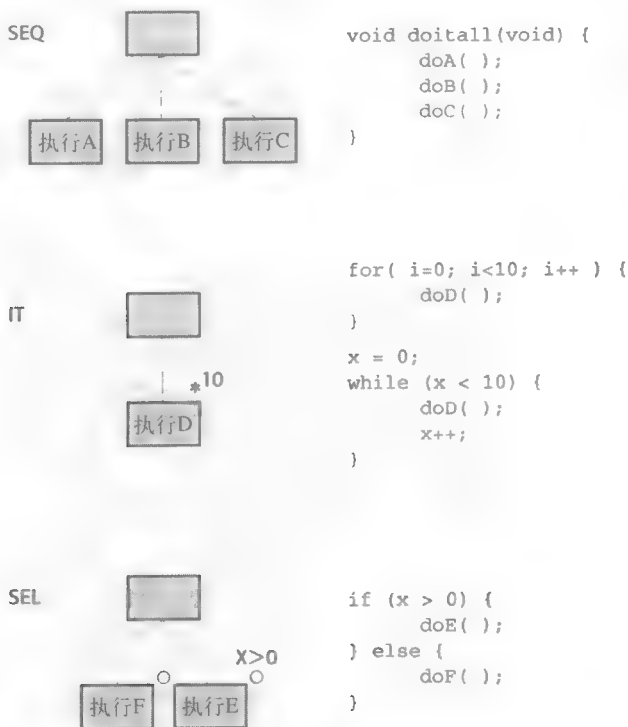 SEQ
void doitall(void) {
doA( );
doB( );
doC( );
}
执行A 执行B 执行C
IT
for( i=0; i<10; i++ ) {
doD( );
}
x = 0;
while (x < 10) {
doD( );
x++;
}
*10
执行D
SEL
if (x > 0) {
doE( );
} else {
doF( );
}
X>0
执行F 执行E